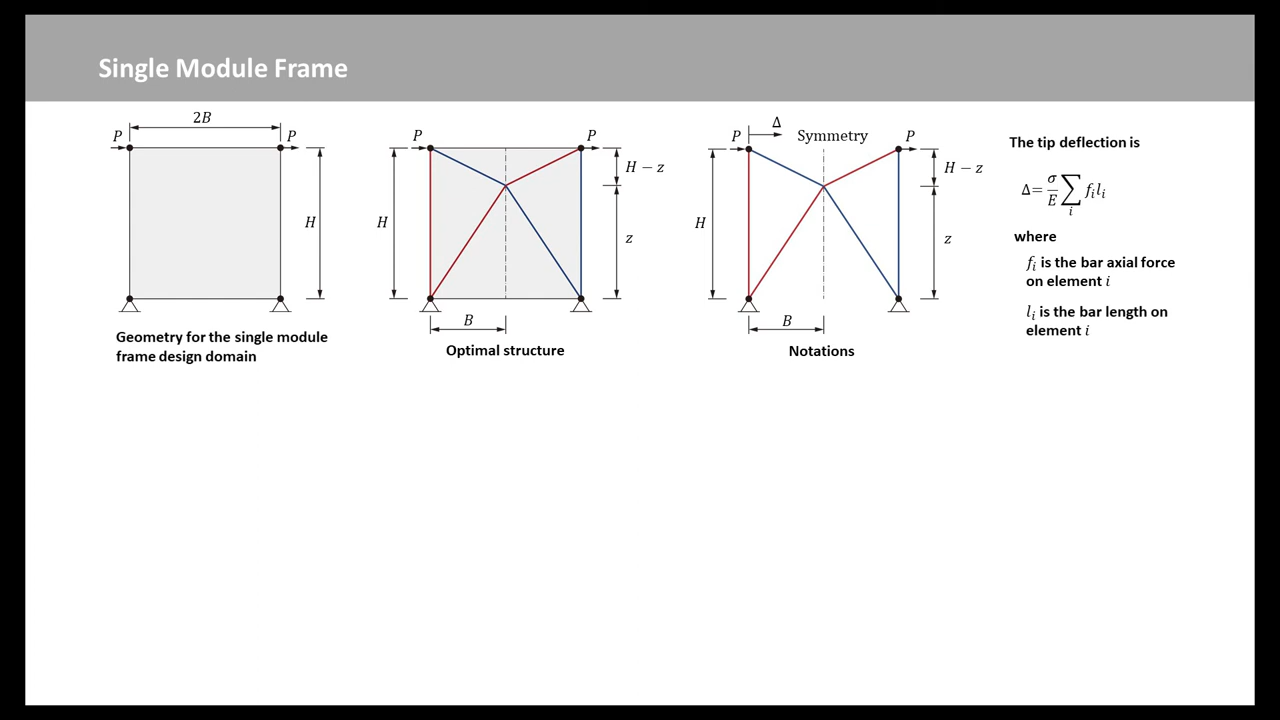 Single Module Frame
2B
P
P
H
Geometry for the single module
frame design domain
P
P
H
H − z
z
B
Optimal structure
Δ
P
Symmetry
P
H
H − z
z
B
Notations
The tip deflection is
Δ= σ/E ∑ᵢ fᵢlᵢ
where
fᵢ is the bar axial force
on element i
lᵢ is the bar length on
element i